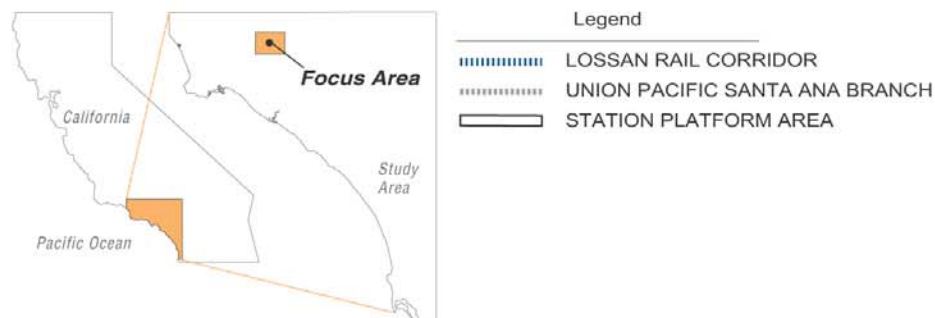 Focus Area
California
Study
Area
Pacific Ocean
Legend
LOSSAN RAIL CORRIDOR
UNION PACIFIC SANTA ANA BRANCH
STATION PLATFORM AREA